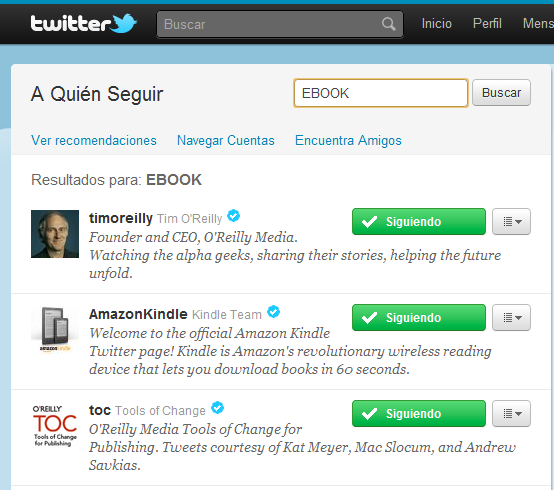 twitter Buscar Inicio Perfil Mens
A Quién Seguir EBOOK Buscar
Ver recomendaciones Navegar Cuentas Encuentra Amigos
Resultados para: EBOOK
timoreilly Tim O'Reilly Siguiendo
Founder and CEO, O'Reilly Media.
Watching the alpha geeks, sharing their stories, helping the future
unfold.
AmazonKindle Kindle Team Siguiendo
Welcome to the official Amazon Kindle
Twitter page! Kindle is Amazon's revolutionary wireless reading
device that lets you download books in 60 seconds.
amazonkindle
toc Tools of Change Siguiendo
O'Reilly Media Tools of Change for
Publishing. Tweets courtesy of Kat Meyer, Mac Slocum, and Andrew
Savkias.
O'REILLY
TOC
Tools of Change
for Publishing